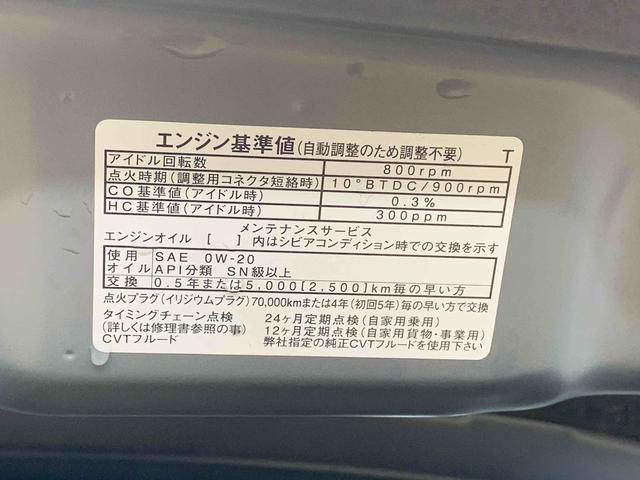 エンジン基準値(自動調整のため調整不要) T
アイドル回転数 800rpm
点火時期(調整用コネクタ短絡時) 10°BTDC/900rpm
CO基準値(アイドル時) 0.3%
HC基準値(アイドル時) 300ppm
メンテナンスサービス
エンジンオイル [ ] 内はシビアコンディション時での交換を示す
使用 SAE 0W-20
オイル API分類 SN級以上
交換 0.5年または5,000[2,500]km毎の早い方
点火プラグ(イリジウムプラグ)70,000kmまたは4年(初回5年)毎の早い方で交換
タイミングチェーン点検 24ヶ月定期点検(自家用乗用)
(詳しくは修理書参照の事) 12ヶ月定期点検(自家用貨物・事業用)
CVTフルード 弊社指定の純正CVTフルードを使用下さい